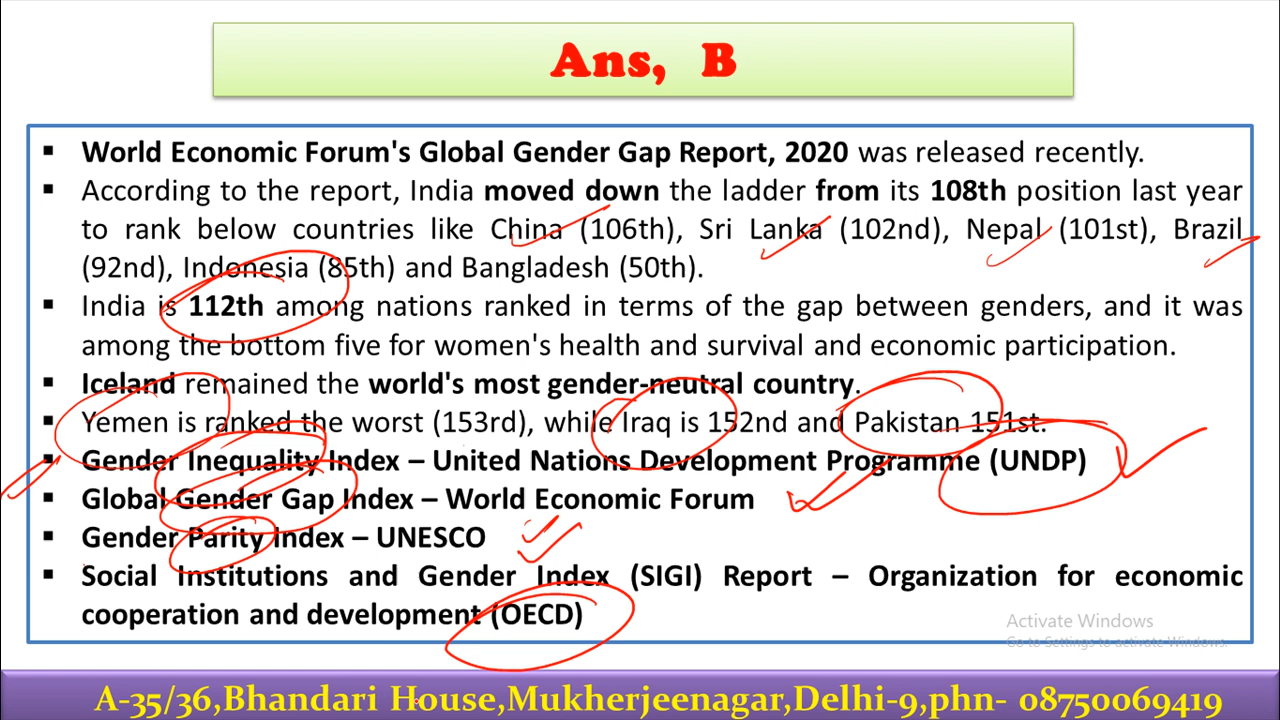 Ans, B
▪ World Economic Forum's Global Gender Gap Report, 2020 was released recently.
▪ According to the report, India moved down the ladder from its 108th position last year
to rank below countries like China (106th), Sri Lanka (102nd), Nepal (101st), Brazil
(92nd), Indonesia (85th) and Bangladesh (50th).
▪ India is 112th among nations ranked in terms of the gap between genders, and it was
among the bottom five for women's health and survival and economic participation.
▪ Iceland remained the world's most gender-neutral country.
▪ Yemen is ranked the worst (153rd), while Iraq is 152nd and Pakistan 151st.
▪ Gender Inequality Index – United Nations Development Programme (UNDP)
▪ Global Gender Gap Index – World Economic Forum
▪ Gender Parity Index – UNESCO
▪ Social Institutions and Gender Index (SIGI) Report – Organization for economic
cooperation and development (OECD)
Activate Windows
Go to Settings to activate Windows.
A-35/36,Bhandari House,Mukherjeenagar,Delhi-9,phn- 08750069419